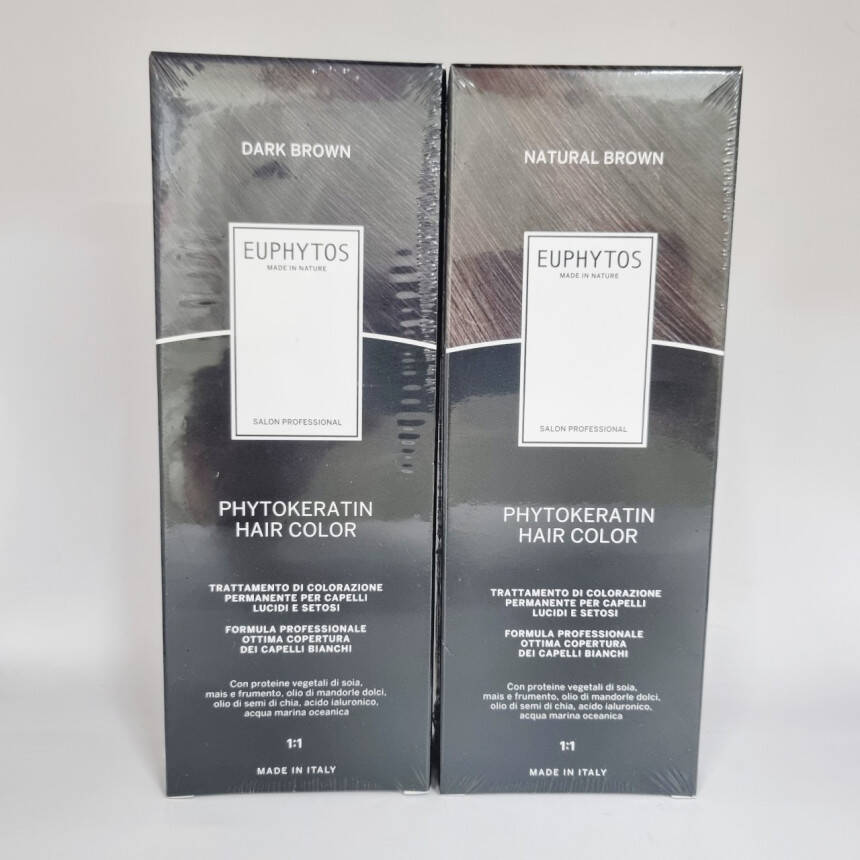 DARK BROWN
EUPHYTOS
MADE IN NATURE
SALON PROFESSIONAL
PHYTOKERATIN
HAIR COLOR
TRATTAMENTO DI COLORAZIONE
PERMANENTE PER CAPELLI
LUCIDI E SETOSI
FORMULA PROFESSIONALE
OTTIMA COPERTURA
DEI CAPELLI BIANCHI
Con proteine vegetali di soia,
mais e frumento, olio di mandorle dolci,
olio di semi di chia, acido ialuronico,
acqua marina oceanica
1:1
MADE IN ITALY
NATURAL BROWN
EUPHYTOS
MADE IN NATURE
SALON PROFESSIONAL
PHYTOKERATIN
HAIR COLOR
TRATTAMENTO DI COLORAZIONE
PERMANENTE PER CAPELLI
LUCIDI E SETOSI
FORMULA PROFESSIONALE
OTTIMA COPERTURA
DEI CAPELLI BIANCHI
Con proteine vegetali di soia,
mais e frumento, olio di mandorle dolci,
olio di semi di chia, acido ialuronico,
acqua marina oceanica
1:1
MADE IN ITALY